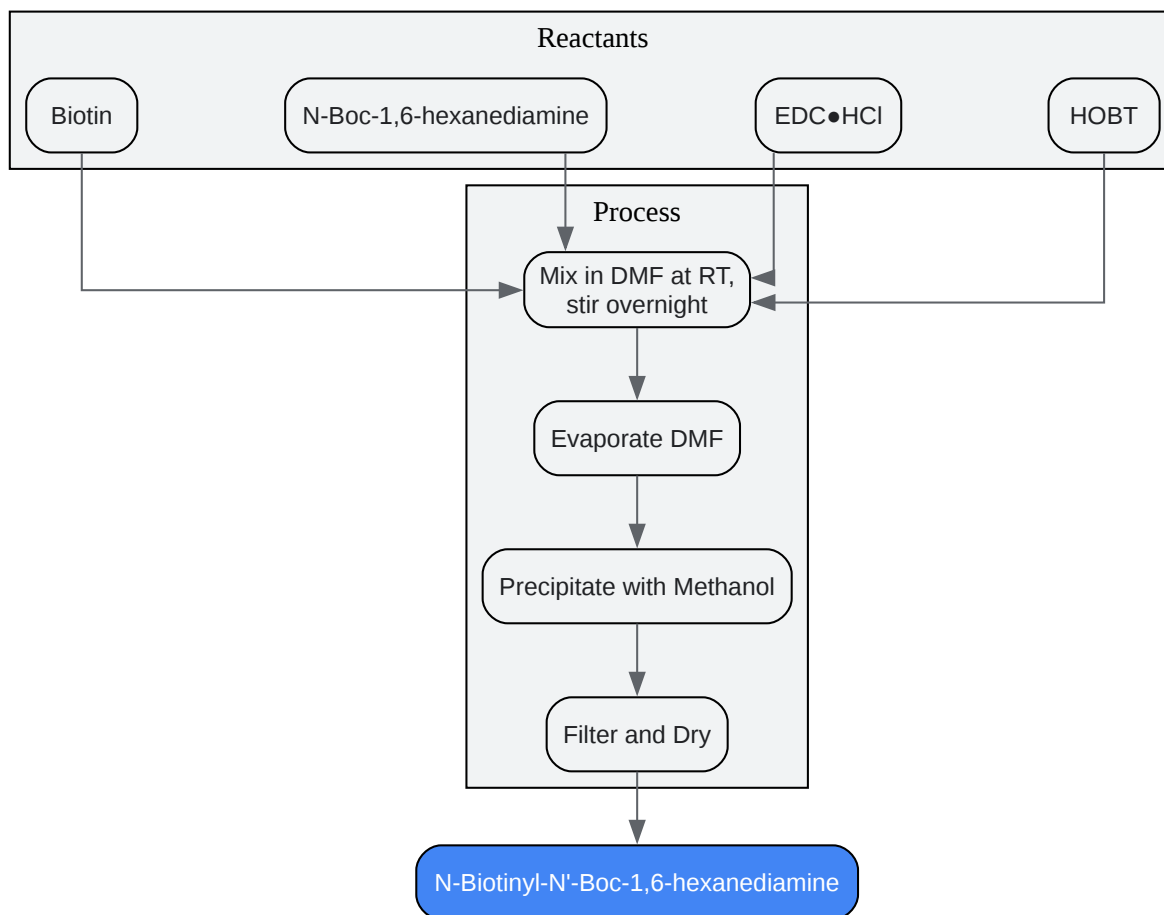 Reactants
Biotin
N-Boc-1,6-hexanediamine
EDC●HCl
HOBT
Process
Mix in DMF at RT,
stir overnight
Evaporate DMF
Precipitate with Methanol
Filter and Dry
N-Biotinyl-N'-Boc-1,6-hexanediamine